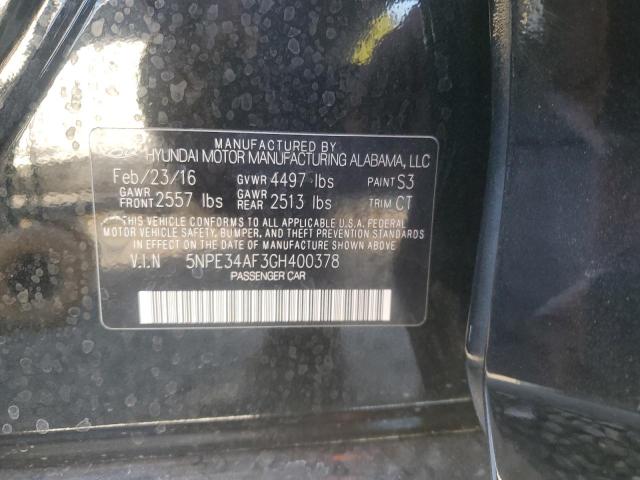 MANUFACTURED BY
HYUNDAI MOTOR MANUFACTURING ALABAMA, LLC
Feb/23/16 GVWR 4497 lbs PAINT S3
GAWR FRONT 2557 lbs GAWR REAR 2513 lbs TRIM CT
THIS VEHICLE CONFORMS TO ALL APPLICABLE U.S.A. FEDERAL
MOTOR VEHICLE SAFETY, BUMPER, AND THEFT PREVENTION STANDARDS
IN EFFECT ON THE DATE OF MANUFACTURE SHOWN ABOVE.
V.I.N 5NPE34AF3GH400378
PASSENGER CAR